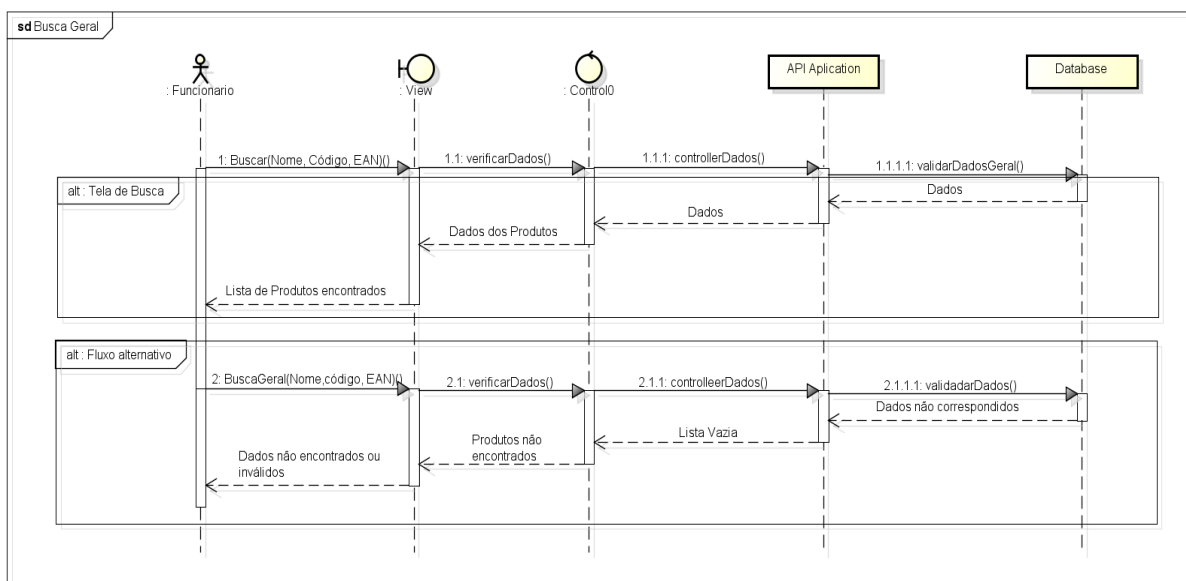 sd Busca Geral
: Funcionario
: View
: Control0
API Aplication
Database
1: Buscar(Nome, Código, EAN)()
1.1: verificarDados()
1.1.1: controllerDados()
1.1.1.1: validarDadosGeral()
alt : Tela de Busca
Dados
Dados
Dados dos Produtos
Lista de Produtos encontrados
alt : Fluxo alternativo
2: BuscaGeral(Nome,código, EAN)()
2.1: verificarDados()
2.1.1: controlleerDados()
2.1.1.1: validadarDados()
Dados não correspondidos
Lista Vazia
Produtos não
encontrados
Dados não encontrados ou
inválidos